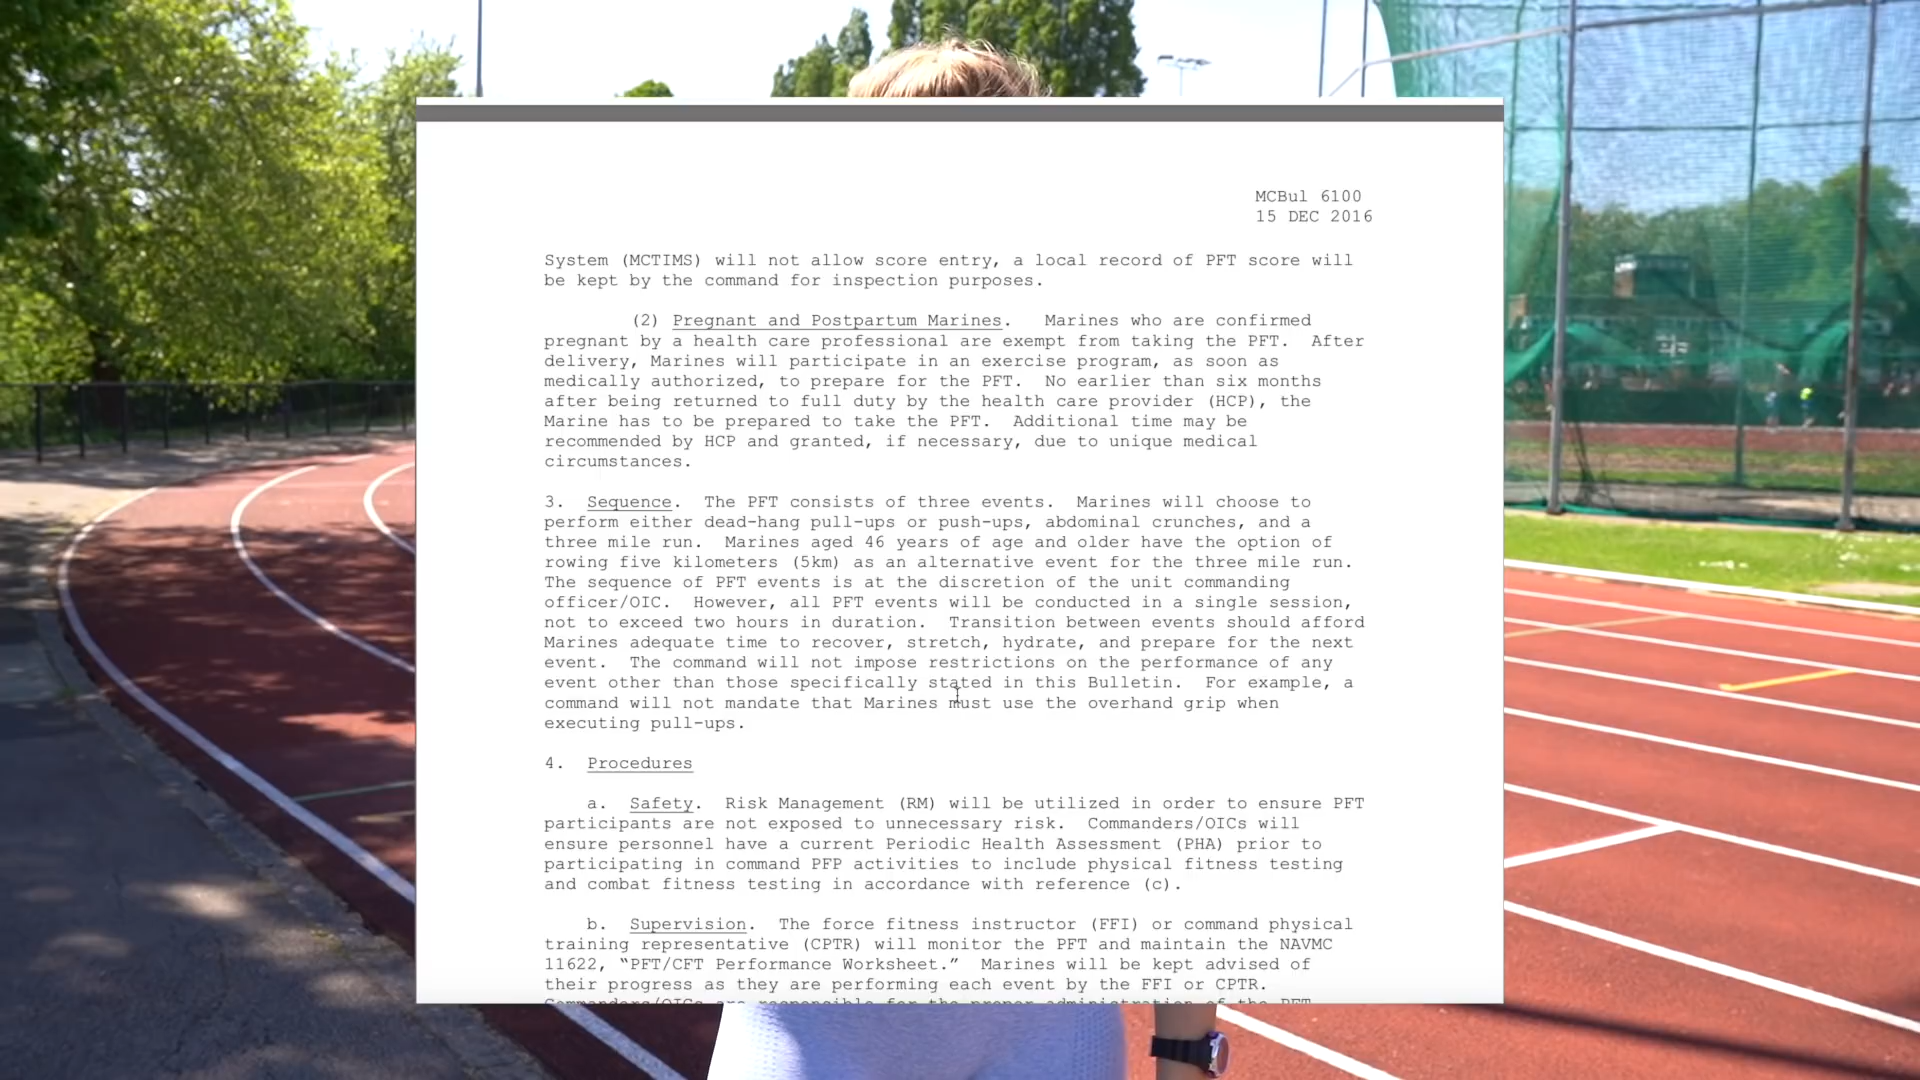 MCBul 6100
15 DEC 2016
System (MCTIMS) will not allow score entry, a local record of PFT score will
be kept by the command for inspection purposes.
(2) Pregnant and Postpartum Marines. Marines who are confirmed
pregnant by a health care professional are exempt from taking the PFT. After
delivery, Marines will participate in an exercise program, as soon as
medically authorized, to prepare for the PFT. No earlier than six months
after being returned to full duty by the health care provider (HCP), the
Marine has to be prepared to take the PFT. Additional time may be
recommended by HCP and granted, if necessary, due to unique medical
circumstances.
3. Sequence. The PFT consists of three events. Marines will choose to
perform either dead-hang pull-ups or push-ups, abdominal crunches, and a
three mile run. Marines aged 46 years of age and older have the option of
rowing five kilometers (5km) as an alternative event for the three mile run.
The sequence of PFT events is at the discretion of the unit commanding
officer/OIC. However, all PFT events will be conducted in a single session,
not to exceed two hours in duration. Transition between events should afford
Marines adequate time to recover, stretch, hydrate, and prepare for the next
event. The command will not impose restrictions on the performance of any
event other than those specifically stated in this Bulletin. For example, a
command will not mandate that Marines must use the overhand grip when
executing pull-ups.
4. Procedures
a. Safety. Risk Management (RM) will be utilized in order to ensure PFT
participants are not exposed to unnecessary risk. Commanders/OICs will
ensure personnel have a current Periodic Health Assessment (PHA) prior to
participating in command PFP activities to include physical fitness testing
and combat fitness testing in accordance with reference (c).
b. Supervision. The force fitness instructor (FFI) or command physical
training representative (CPTR) will monitor the PFT and maintain the NAVMC
11622, “PFT/CFT Performance Worksheet.” Marines will be kept advised of
their progress as they are performing each event by the FFI or CPTR.
Commanders/OICs are responsible for the proper administration of the PFT